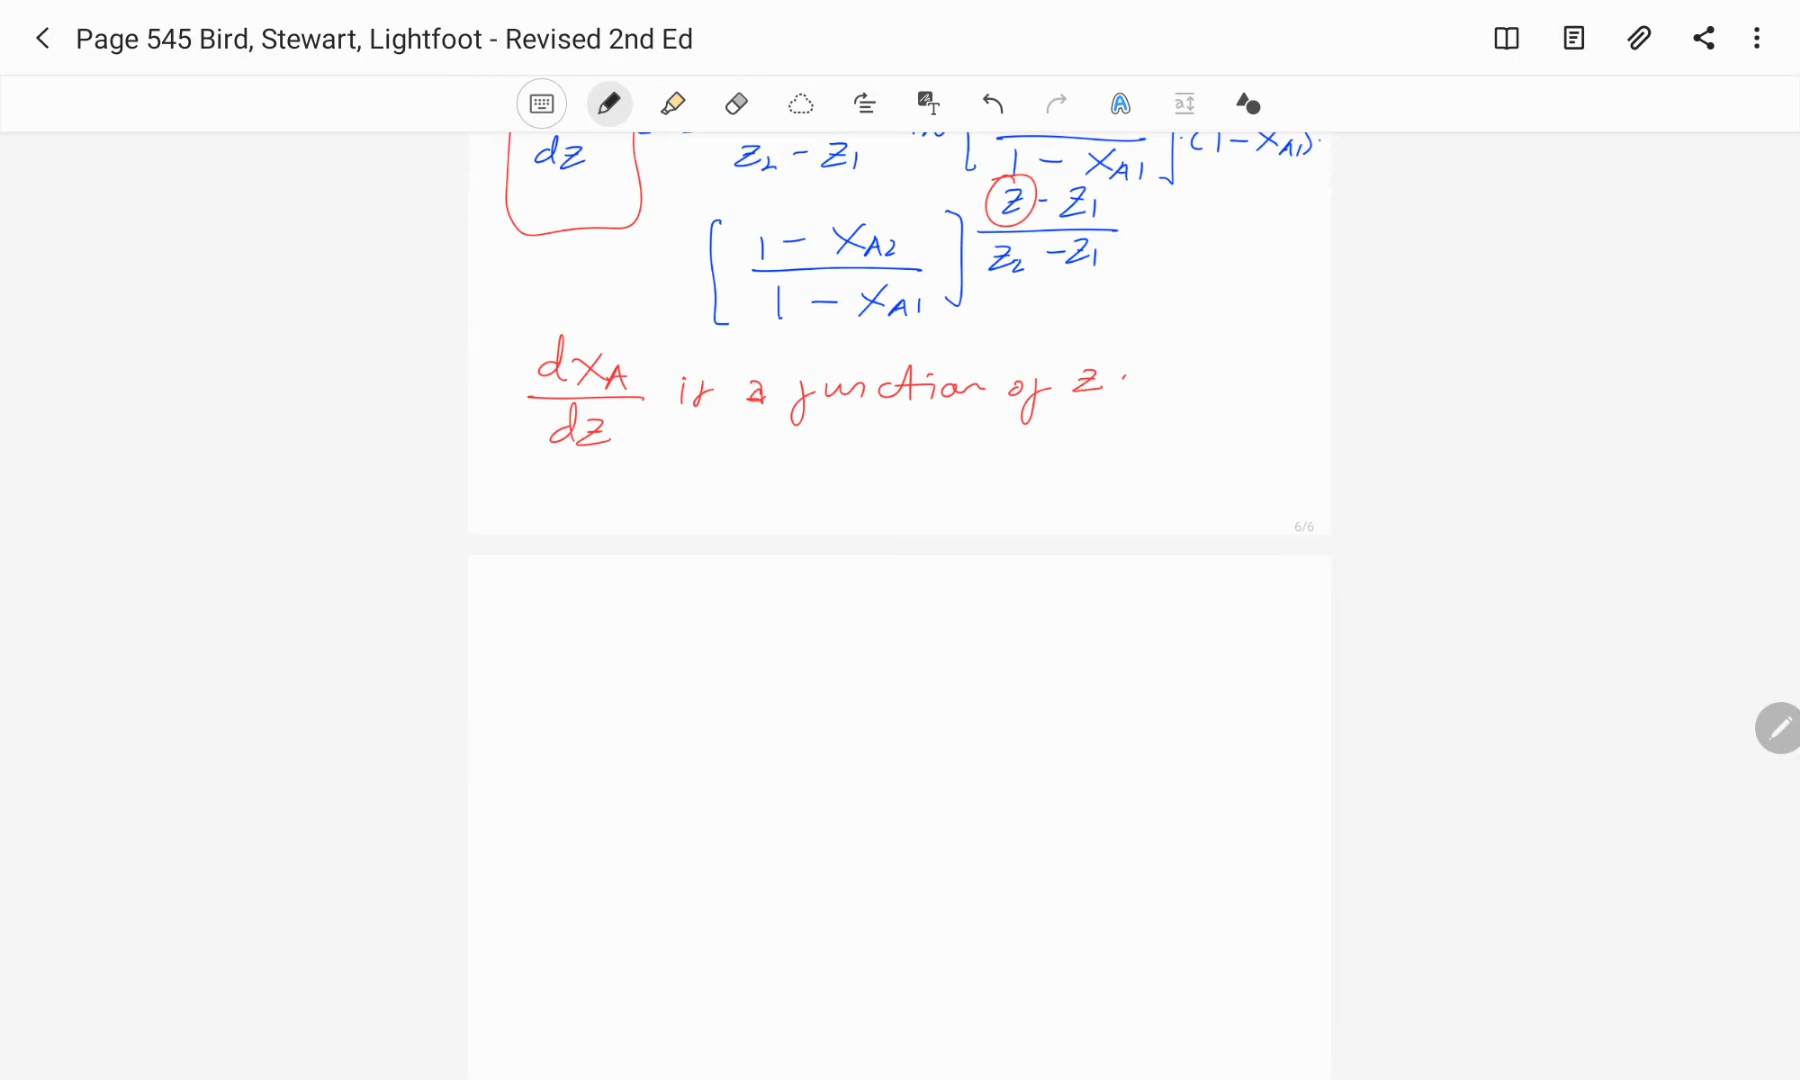 Page 545 Bird, Stewart, Lightfoot - Revised 2nd Ed
dz z2 - z1 1 - XA1 ] · (1 - XA1) ·
[ (1 - XA2) / (1 - XA1) ] (z - z1) / (z2 - z1)
dXA / dz is a function of z .
6/6